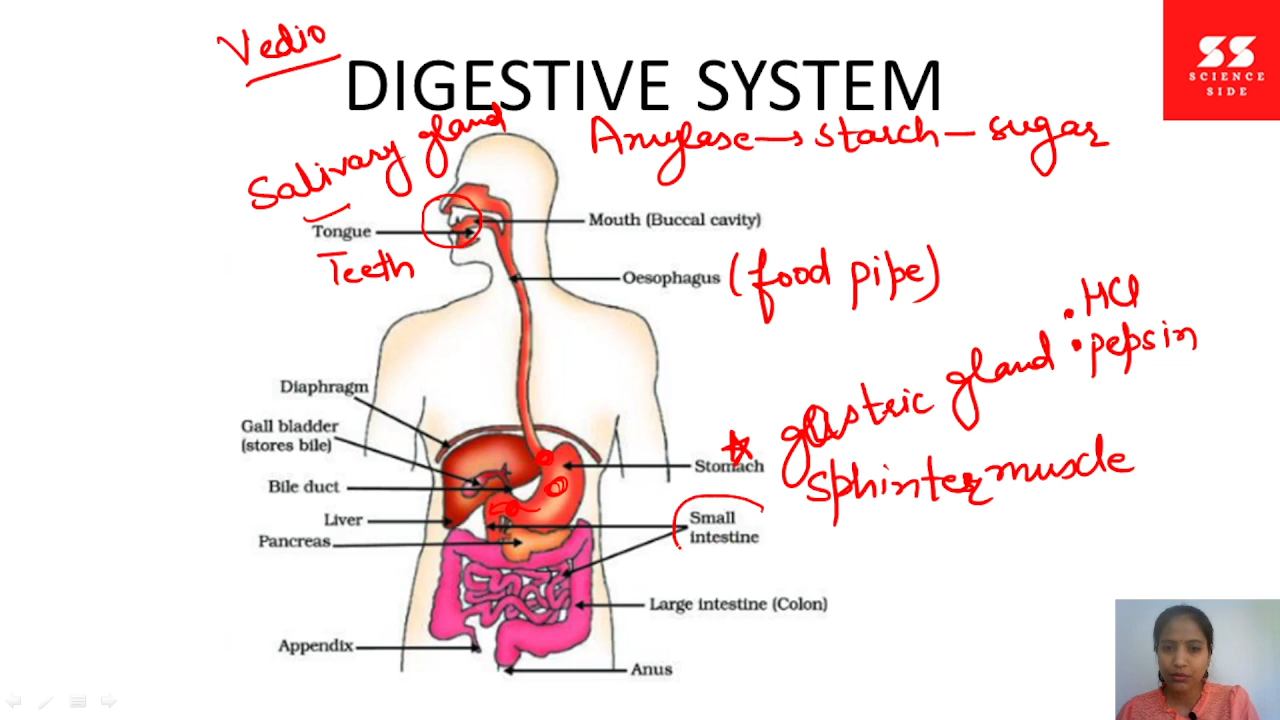 Vedio
DIGESTIVE SYSTEM
SS
SCIENCE
SIDE
Salivary gland
Amylase → starch – sugar
Mouth (Buccal cavity)
Tongue
Teeth
Oesophagus (food pipe)
• HCl
• pepsin
gastric gland
Diaphragm
Gall bladder
(stores bile)
Stomach
sphinter muscle
Bile duct
Liver
Small
intestine
Pancreas
Large intestine (Colon)
Appendix
Anus